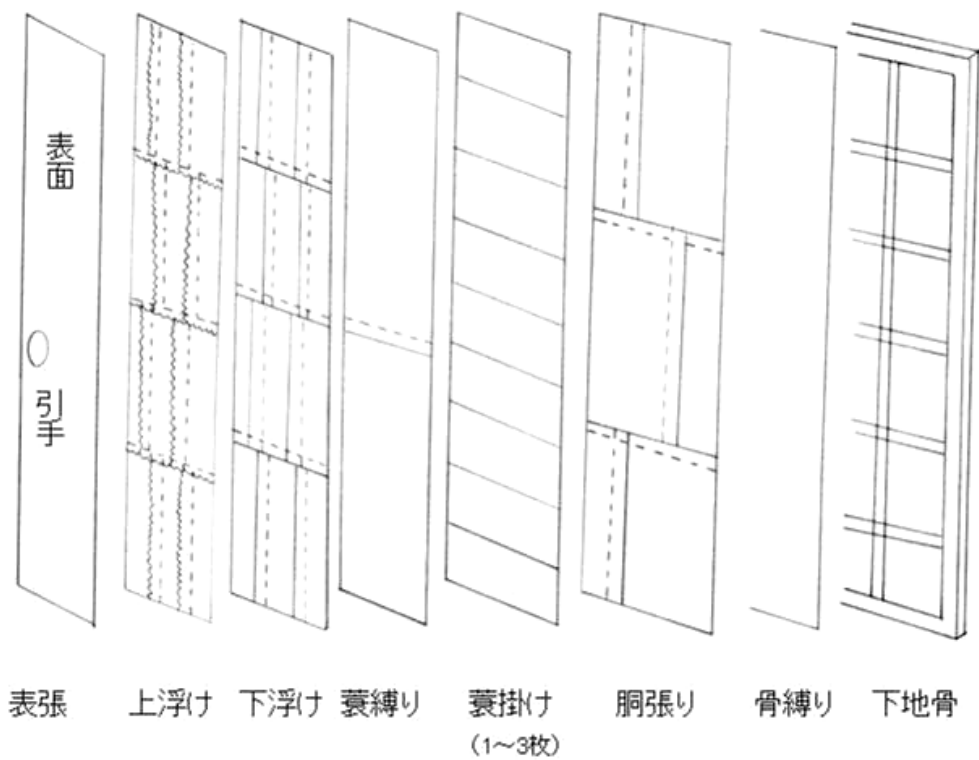 表面
引手
表張
上浮け
下浮け
蓑縛り
蓑掛け
(1～3枚)
胴張り
骨縛り
下地骨